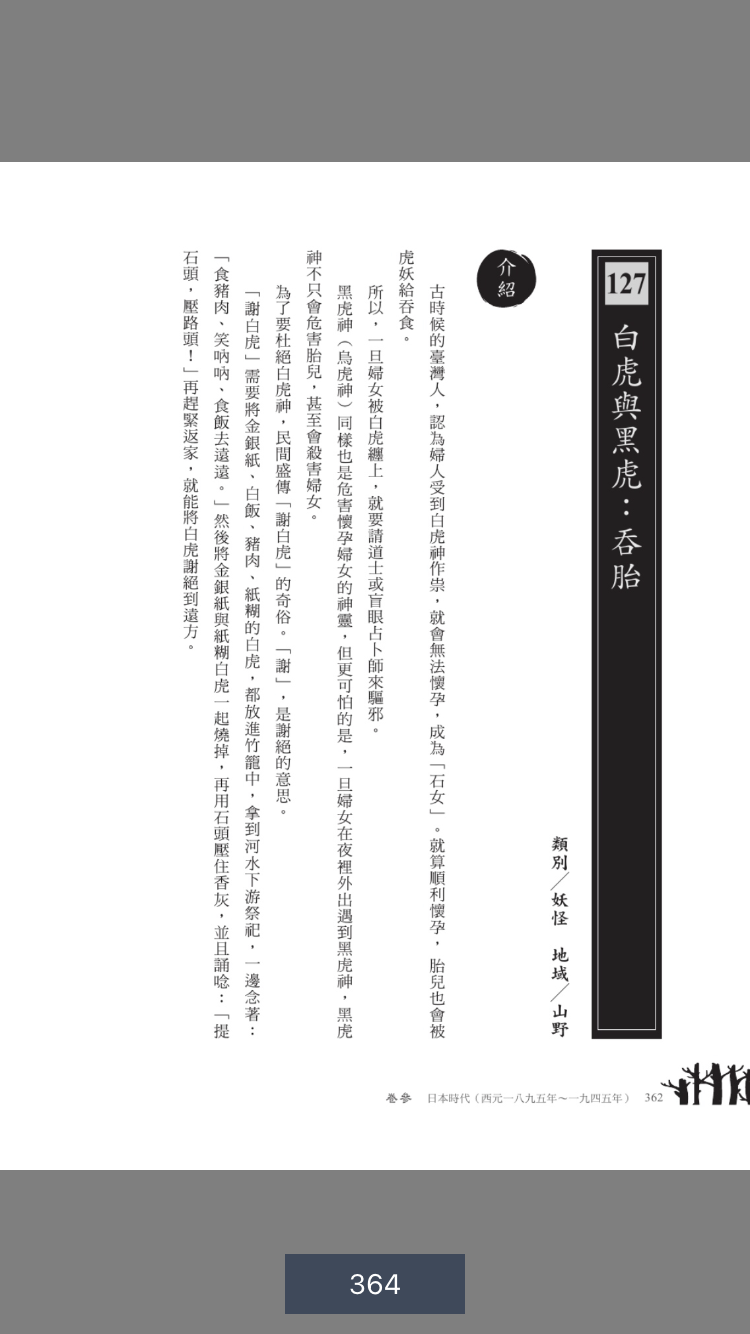 127
白虎與黑虎：吞胎
類別／妖怪　地域／山野
介紹
古時候的臺灣人，認為婦人受到白虎神作祟，就會無法懷孕，成為「石女」。就算順利懷孕，胎兒也會被
虎妖給吞食。
所以，一旦婦女被白虎纏上，就要請道士或盲眼占卜師來驅邪。
黑虎神（烏虎神）同樣也是危害懷孕婦女的神靈，但更可怕的是，一旦婦女在夜裡外出遇到黑虎神，黑虎
神不只會危害胎兒，甚至會殺害婦女。
為了要杜絕白虎神，民間盛傳「謝白虎」的奇俗。「謝」，是謝絕的意思。
「謝白虎」需要將金銀紙、白飯、豬肉、紙糊的白虎，都放進竹籠中，拿到河水下游祭祀，一邊念著：
「食豬肉、笑吶吶、食飯去遠遠。」然後將金銀紙與紙糊白虎一起燒掉，再用石頭壓住香灰，並且誦唸：「提
石頭，壓路頭！」再趕緊返家，就能將白虎謝絕到遠方。
卷參　日本時代（西元一八九五年～一九四五年）　362
364